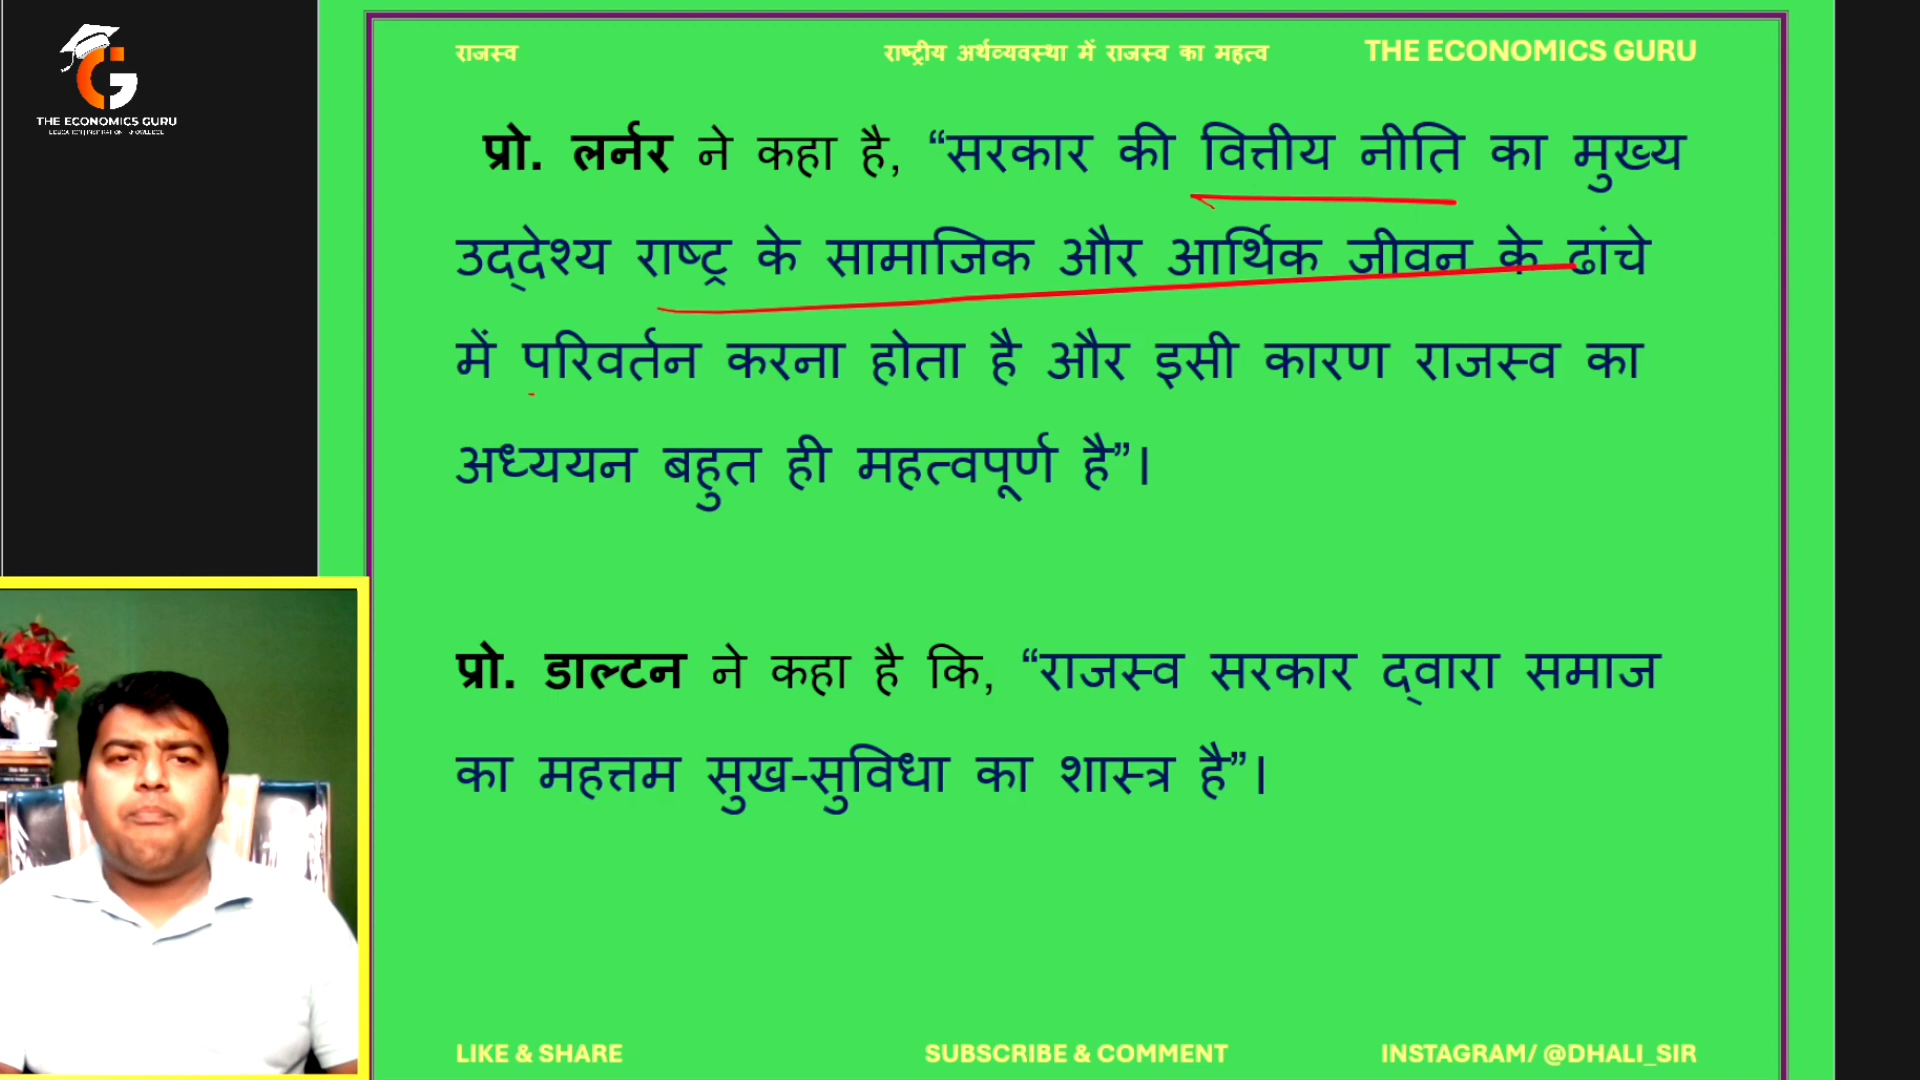 THE ECONOMICS GURU
राजस्व राष्ट्रीय अर्थव्यवस्था में राजस्व का महत्व THE ECONOMICS GURU
प्रो. लर्नर ने कहा है, “सरकार की वित्तीय नीति का मुख्य
उद्देश्य राष्ट्र के सामाजिक और आर्थिक जीवन के ढांचे
में परिवर्तन करना होता है और इसी कारण राजस्व का
अध्ययन बहुत ही महत्वपूर्ण है”।
प्रो. डाल्टन ने कहा है कि, “राजस्व सरकार द्वारा समाज
का महत्तम सुख-सुविधा का शास्त्र है”।
LIKE & SHARE SUBSCRIBE & COMMENT INSTAGRAM/ @DHALI_SIR